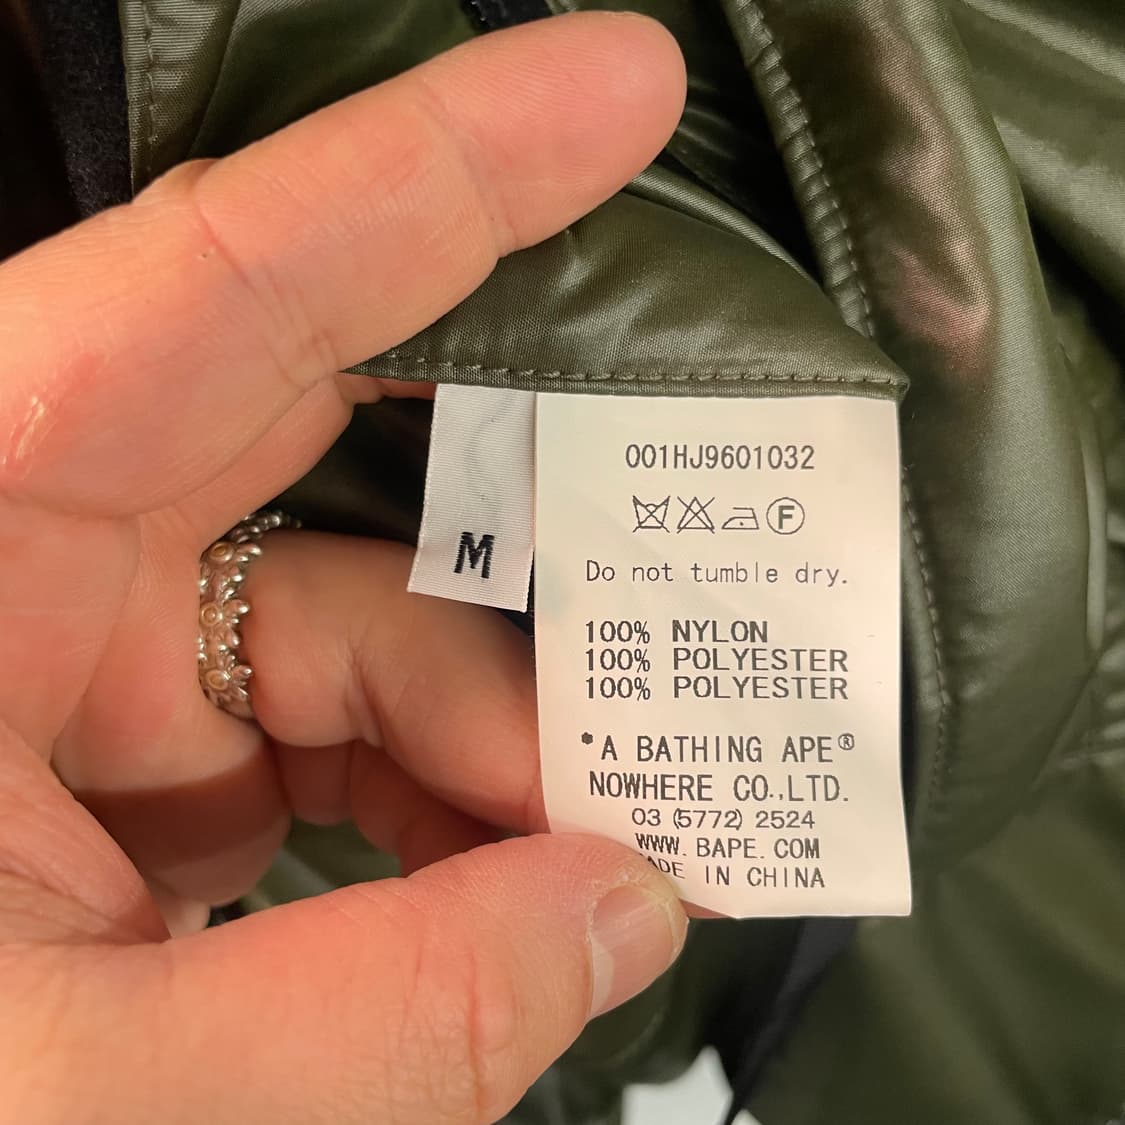 M
001HJ9601032
F
Do not tumble dry.
100% NYLON
100% POLYESTER
100% POLYESTER
*A BATHING APE®
NOWHERE CO.,LTD.
03 (5772) 2524
WWW. BAPE. COM
ADE IN CHINA